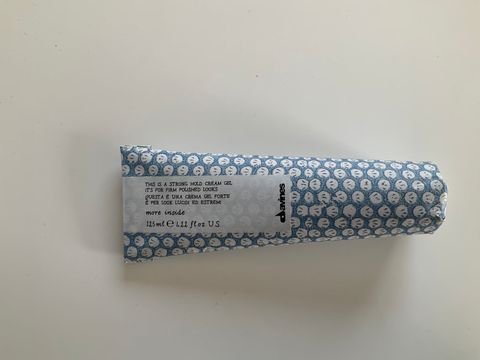 THIS IS A STRONG HOLD CREAM GEL
IT'S FOR FIRM POLISHED LOOKS
QUESTA È UNA CREMA GEL FORTE
È PER LOOK LUCIDI ED ESTREMI
more inside
125ml ℮ 4.22 fl oz U.S.
davines